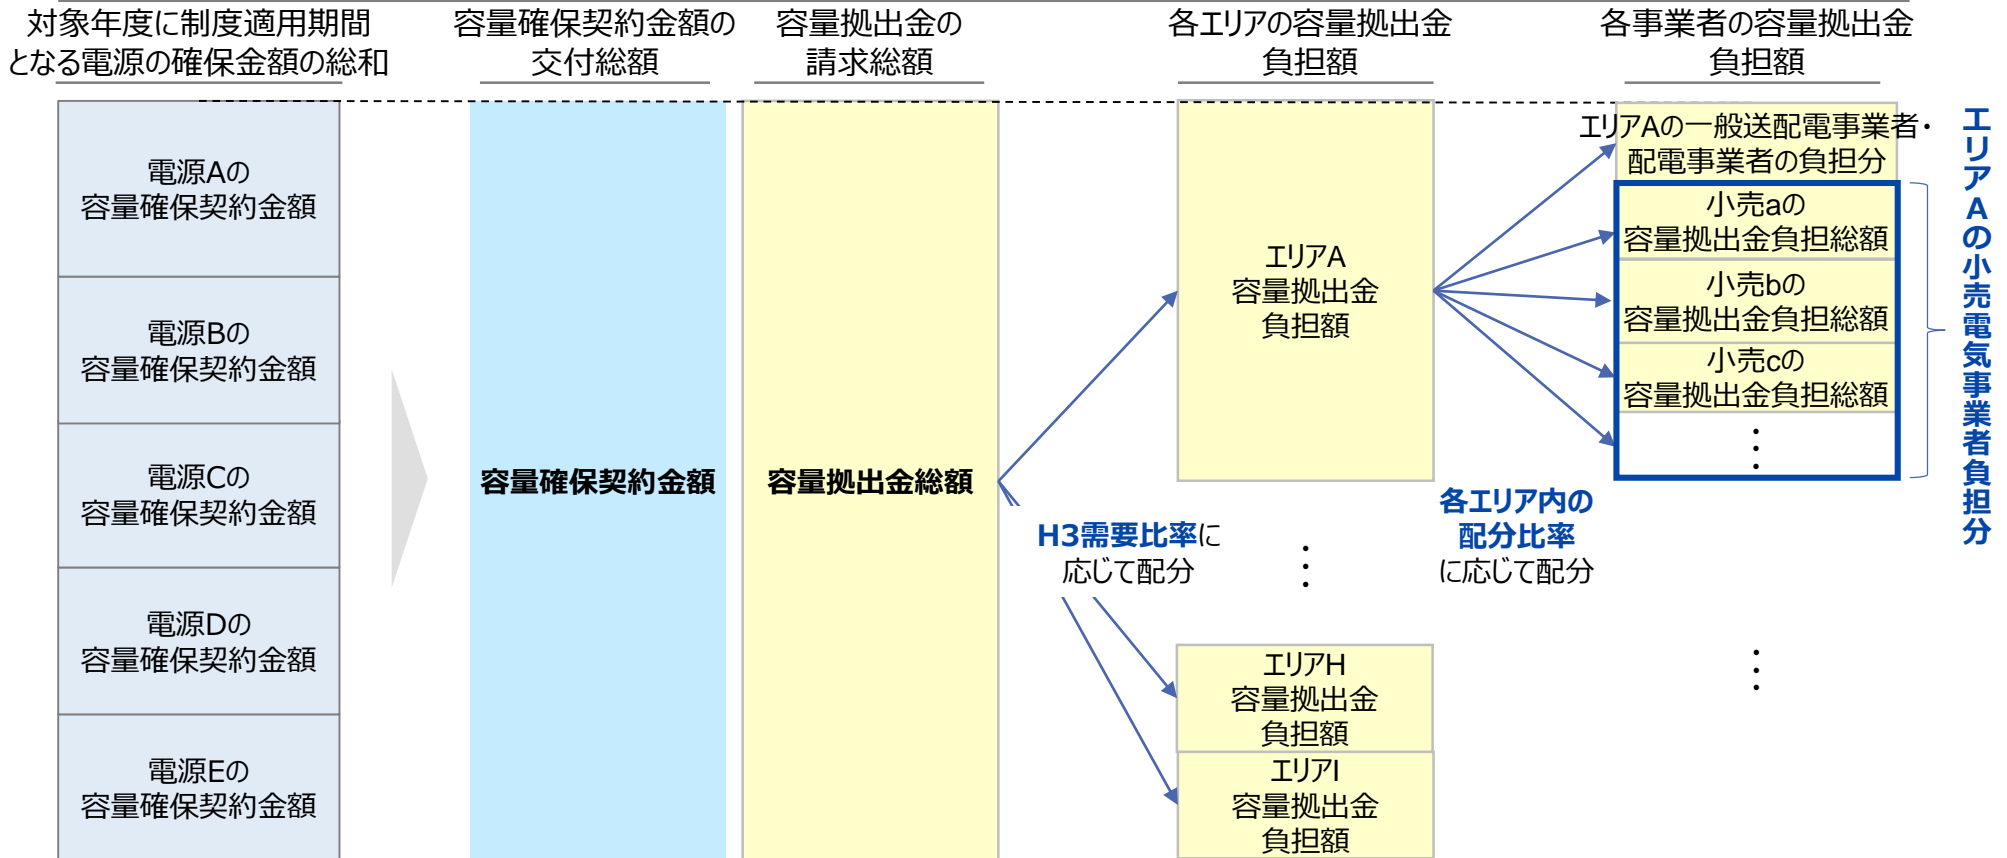 対象年度に制度適用期間
となる電源の確保金額の総和
容量確保契約金額の
交付総額
容量拠出金の
請求総額
各エリアの容量拠出金
負担額
各事業者の容量拠出金
負担額
電源Aの
容量確保契約金額
電源Bの
容量確保契約金額
電源Cの
容量確保契約金額
電源Dの
容量確保契約金額
電源Eの
容量確保契約金額
容量確保契約金額
容量拠出金総額
H3需要比率に
応じて配分
エリアA
容量拠出金
負担額
⋮
エリアH
容量拠出金
負担額
エリアI
容量拠出金
負担額
各エリア内の
配分比率
に応じて配分
エリアAの一般送配電事業者・
配電事業者の負担分
小売aの
容量拠出金負担総額
小売bの
容量拠出金負担総額
小売cの
容量拠出金負担総額
⋮
⋮
エリアAの小売電気事業者負担分